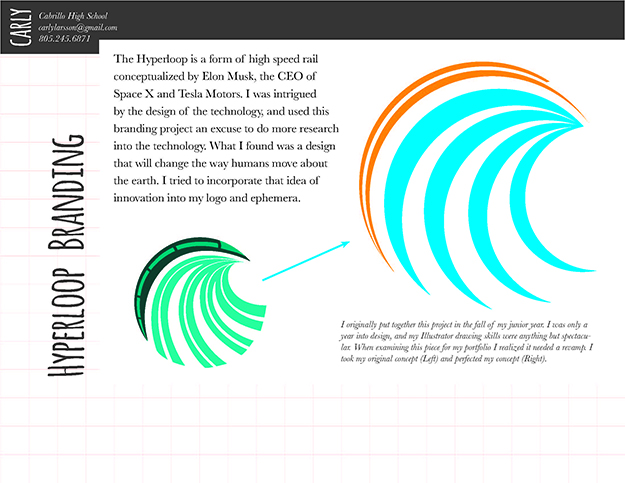 CARLY
Cabrillo High School
carlylarsson@gmail.com
805.245.6871
HYPERLOOP BRANDING
The Hyperloop is a form of high speed rail
conceptualized by Elon Musk, the CEO of
Space X and Tesla Motors. I was intrigued
by the design of the technology, and used this
branding project an excuse to do more research
into the technology. What I found was a design
that will change the way humans move about
the earth. I tried to incorporate that idea of
innovation into my logo and ephemera.
I originally put together this project in the fall of my junior year. I was only a
year into design, and my Illustrator drawing skills were anything but spectacu-
lar. When examining this piece for my portfolio I realized it needed a revamp. I
took my original concept (Left) and perfected my concept (Right).